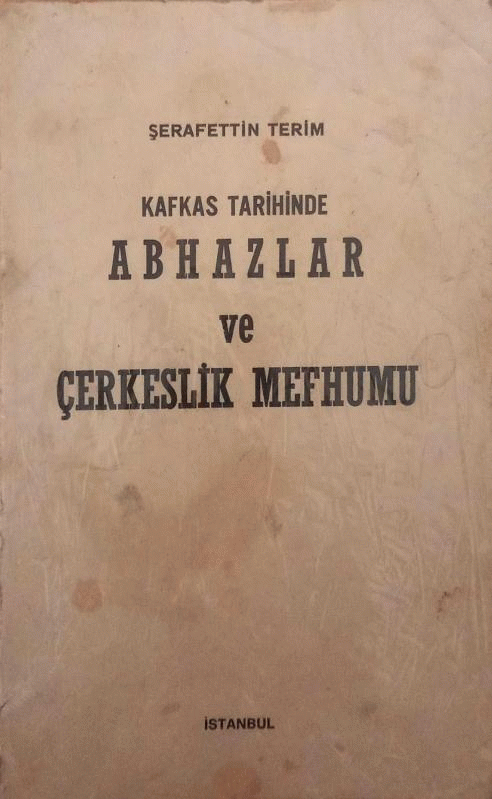 ŞERAFETTİN TERİM
KAFKAS TARİHİNDE
ABHAZLAR
ve
ÇERKESLİK MEFHUMU
İSTANBUL